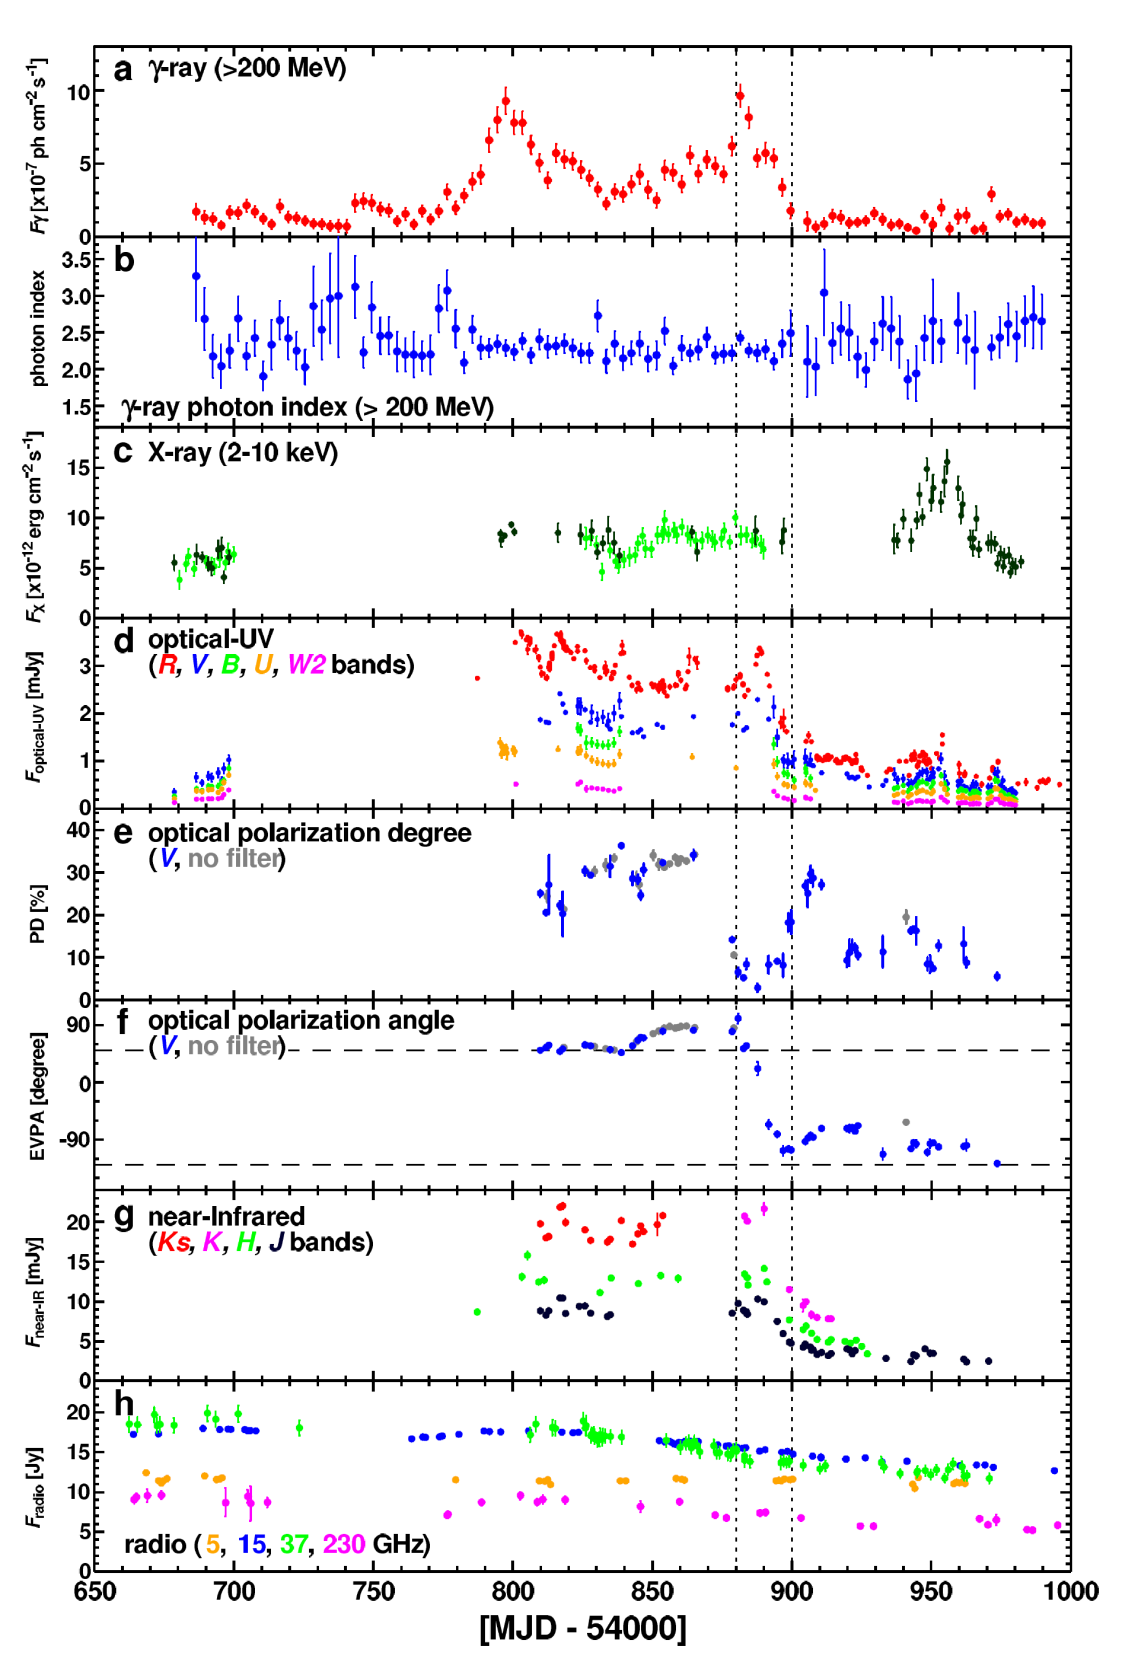 a γ-ray (>200 MeV)
Fγ [x10-7 ph cm-2 s-1]
10
5
0
b
photon index
3.5
3.0
2.5
2.0
1.5
γ-ray photon index (> 200 MeV)
c X-ray (2-10 keV)
FX [x10-12 erg cm-2 s-1]
15
10
5
0
d optical-UV
(R, V, B, U, W2 bands)
Foptical-UV [mJy]
3
2
1
0
e optical polarization degree
(V, no filter)
PD [%]
40
30
20
10
0
f optical polarization angle
(V, no filter)
EVPA [degree]
90
0
-90
g near-Infrared
(Ks, K, H, J bands)
Fnear-IR [mJy]
20
15
10
5
0
h
Fradio [Jy]
20
15
10
5
0
radio (5, 15, 37, 230 GHz)
650 700 750 800 850 900 950 1000
[MJD - 54000]